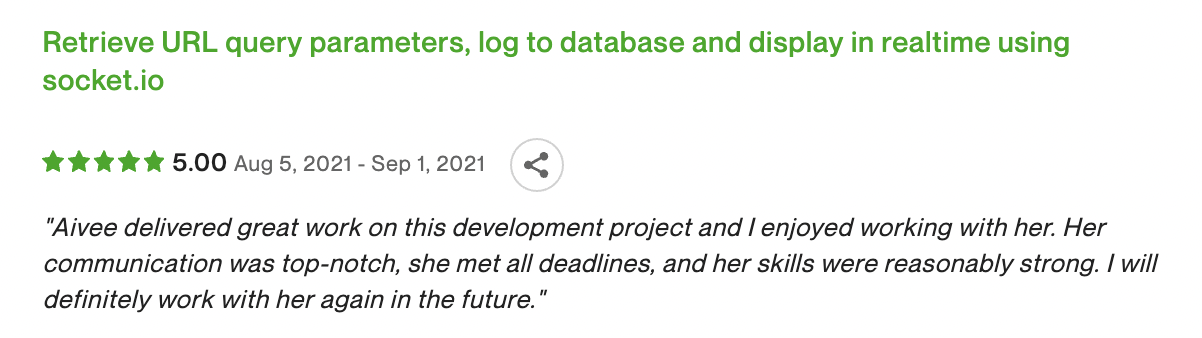 Retrieve URL query parameters, log to database and display in realtime using
socket.io
5.00 Aug 5, 2021 - Sep 1, 2021
"Aivee delivered great work on this development project and I enjoyed working with her. Her
communication was top-notch, she met all deadlines, and her skills were reasonably strong. I will
definitely work with her again in the future."